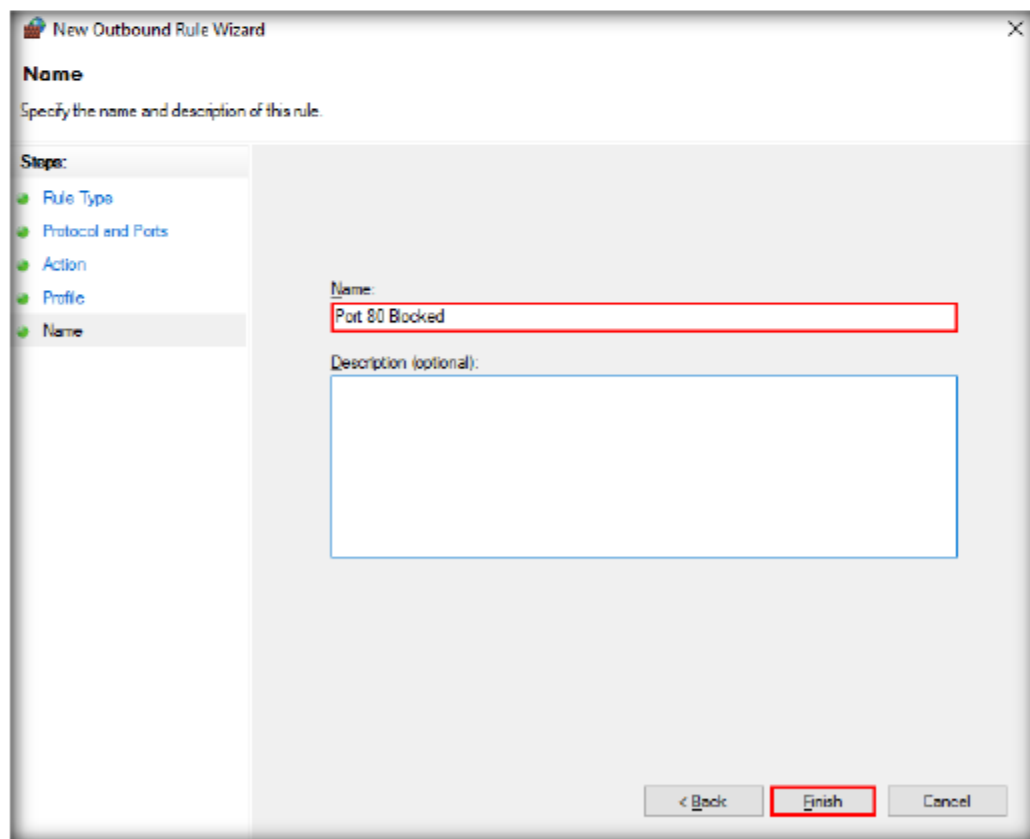 New Outbound Rule Wizard
Name
Specify the name and description of this rule.
Steps:
Rule Type
Protocol and Ports
Action
Profile
Name
Name:
Port 80 Blocked
Description (optional):
< Back
Finish
Cancel